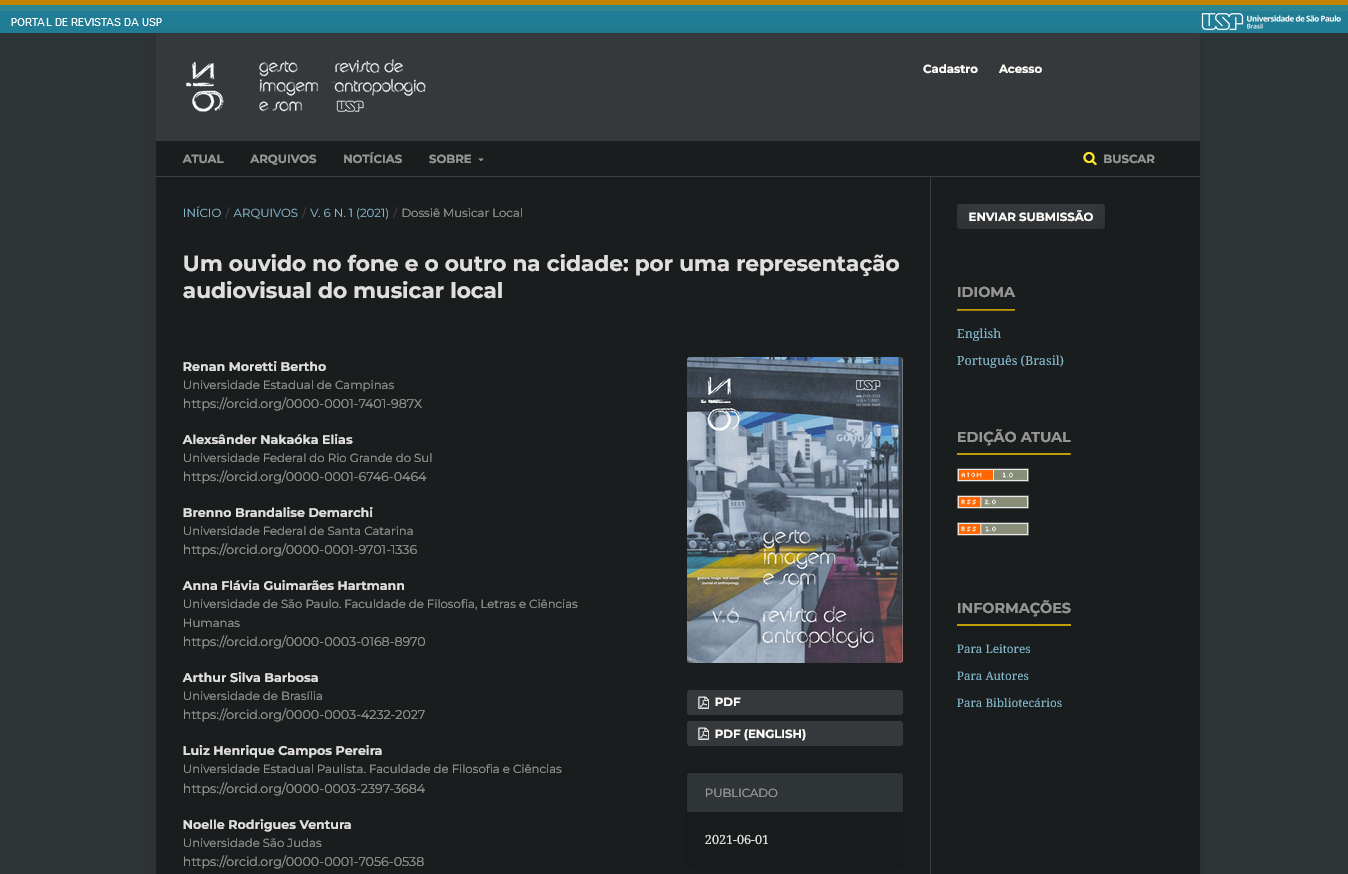 PORTAL DE REVISTAS DA USP
USP Universidade de São Paulo
Brasil
gesto
imagem
e som
revista de
antropologia
USP
Cadastro Acesso
ATUAL ARQUIVOS NOTÍCIAS SOBRE
BUSCAR
INÍCIO / ARQUIVOS / V. 6 N. 1 (2021) / Dossiê Musicar Local
Um ouvido no fone e o outro na cidade: por uma representação
audiovisual do musicar local
Renan Moretti Bertho
Universidade Estadual de Campinas
https://orcid.org/0000-0001-7401-987X
Alexsânder Nakaóka Elias
Universidade Federal do Rio Grande do Sul
https://orcid.org/0000-0001-6746-0464
Brenno Brandalise Demarchi
Universidade Federal de Santa Catarina
https://orcid.org/0000-0001-9701-1336
Anna Flávia Guimarães Hartmann
Universidade de São Paulo. Faculdade de Filosofia, Letras e Ciências
Humanas
https://orcid.org/0000-0003-0168-8970
Arthur Silva Barbosa
Universidade de Brasília
https://orcid.org/0000-0003-4232-2027
Luiz Henrique Campos Pereira
Universidade Estadual Paulista. Faculdade de Filosofia e Ciências
https://orcid.org/0000-0003-2397-3684
Noelle Rodrigues Ventura
Universidade São Judas
https://orcid.org/0000-0001-7056-0538
USP
gesto
imagem
e som
gesture, image, and sound
journal of anthropology
v.6
revista de
antropologia
PDF
PDF (ENGLISH)
PUBLICADO
2021-06-01
ENVIAR SUBMISSÃO
IDIOMA
English
Português (Brasil)
EDIÇÃO ATUAL
ATOM 1.0
RSS 2.0
RSS 1.0
INFORMAÇÕES
Para Leitores
Para Autores
Para Bibliotecários